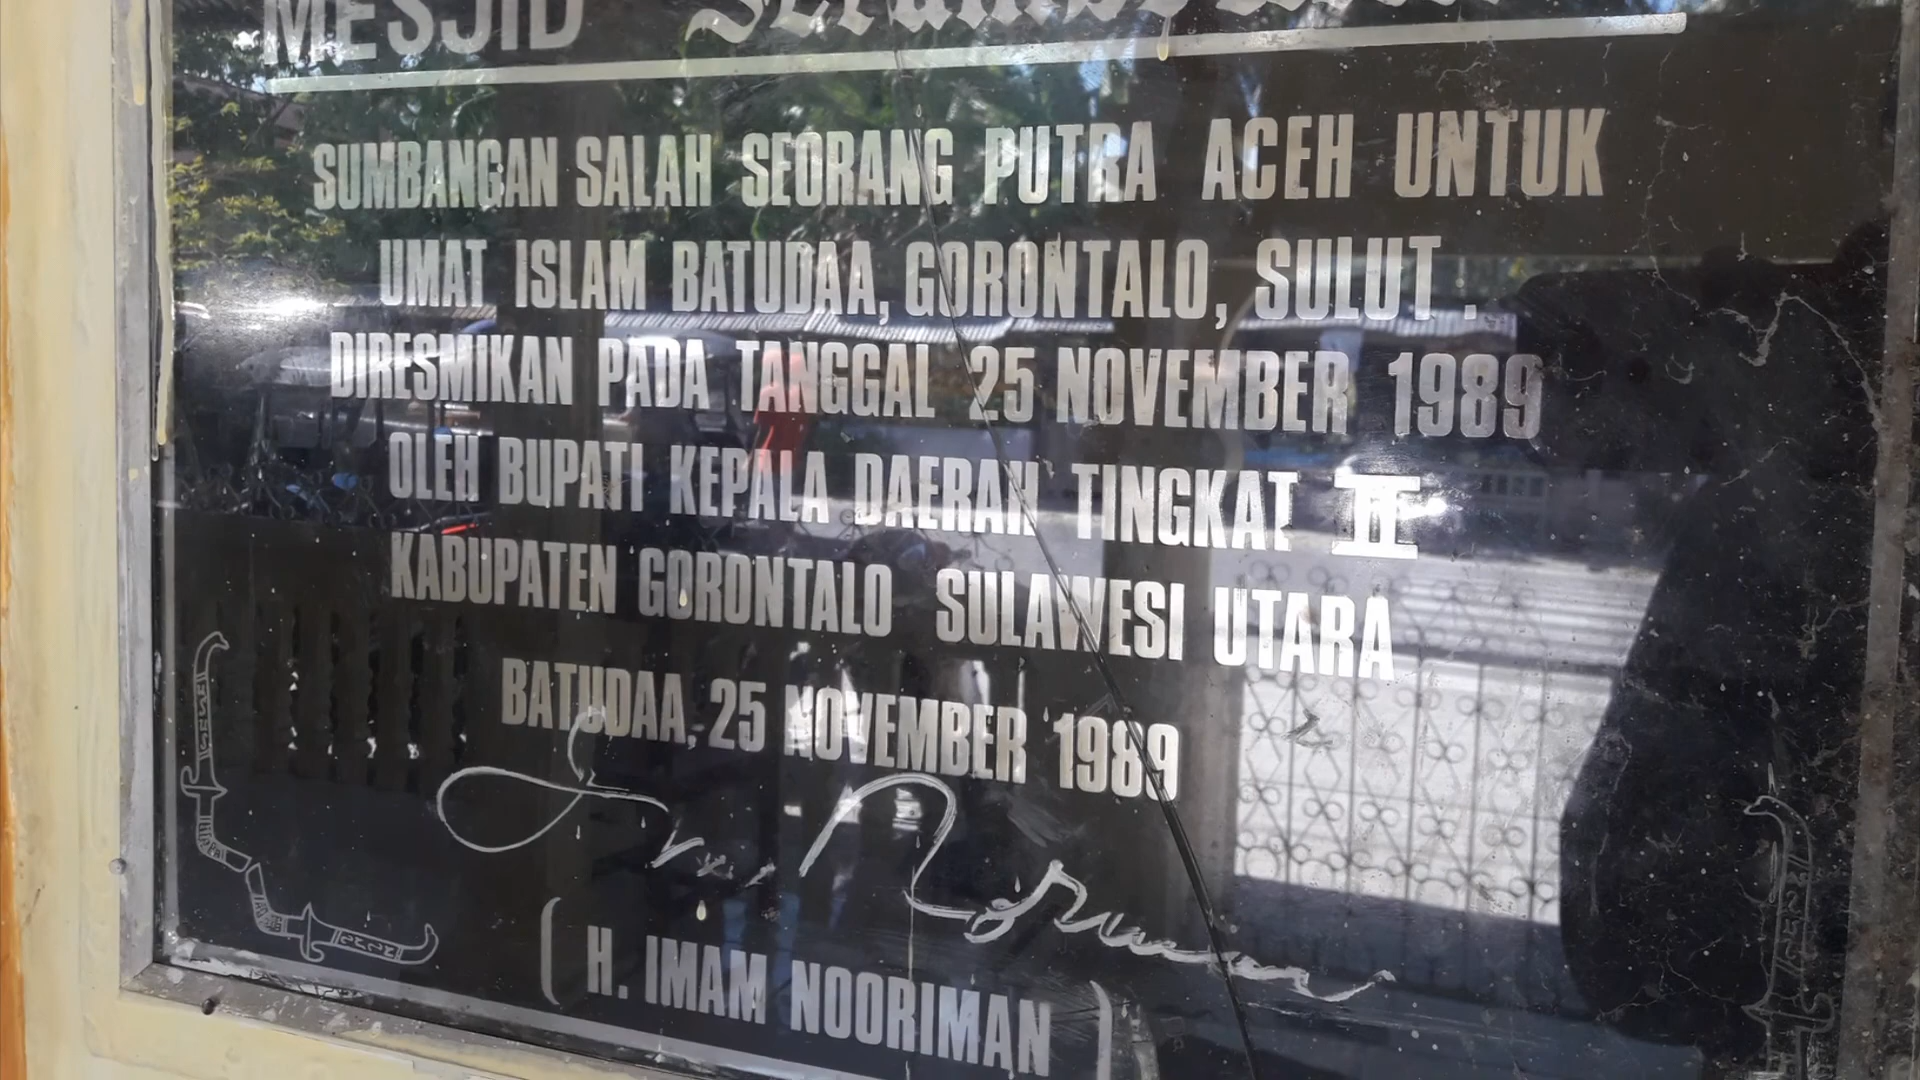 MESJID Serambi
SUMBANGAN SALAH SEORANG PUTRA ACEH UNTUK
UMAT ISLAM BATUDAA, GORONTALO, SULUT.
DIRESMIKAN PADA TANGGAL 25 NOVEMBER 1989
OLEH BUPATI KEPALA DAERAH TINGKAT II
KABUPATEN GORONTALO SULAWESI UTARA
BATUDAA, 25 NOVEMBER 1989
( H. IMAM NOORIMAN )